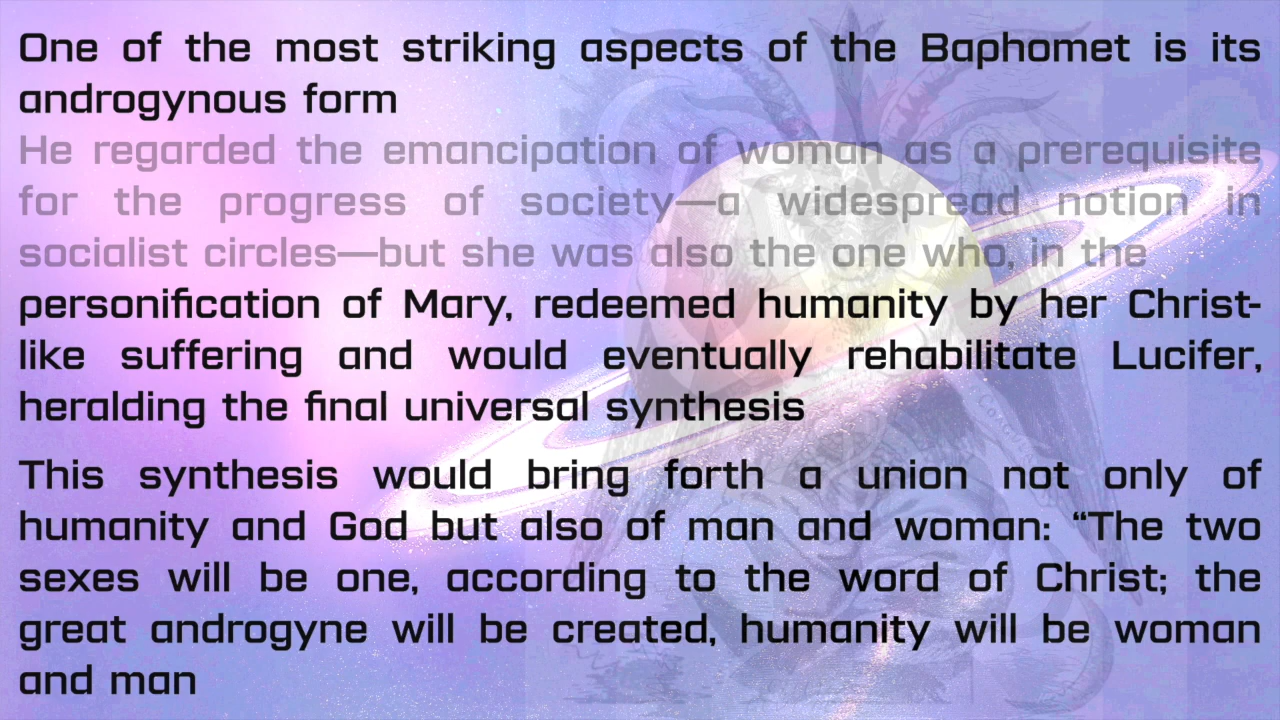 One of the most striking aspects of the Baphomet is its
androgynous form
He regarded the emancipation of woman as a prerequisite
for the progress of society—a widespread notion in
socialist circles—but she was also the one who, in the
personification of Mary, redeemed humanity by her Christ-
like suffering and would eventually rehabilitate Lucifer,
heralding the final universal synthesis
This synthesis would bring forth a union not only of
humanity and God but also of man and woman: “The two
sexes will be one, according to the word of Christ; the
great androgyne will be created, humanity will be woman
and man